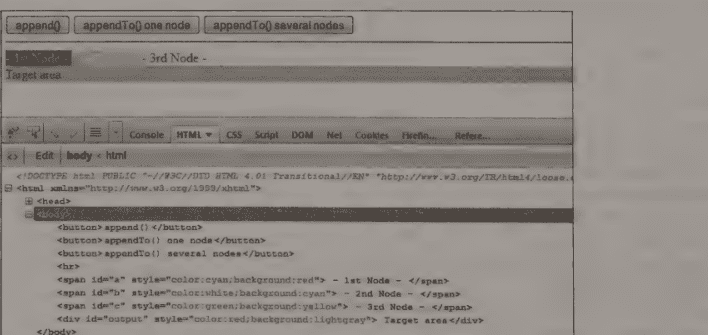 append() appendTo() one node appendTo() several nodes
- 1st Node - - 3rd Node -
Target area
Console HTML CSS Script DOM Net Cookies Firefin... Refere...
Edit body < html
<!DOCTYPE html PUBLIC "-//W3C//DTD HTML 4.01 Transitional//EN" "http://www.w3.org/TR/html4/loose.
<html xmlns="http://www.w3.org/1999/xhtml">
<head>
<body>
<button>append()</button>
<button>appendTo() one node</button>
<button>appendTo() several nodes</button>
<hr>
<span id="a" style="color:cyan;background:red"> - 1st Node - </span>
<span id="b" style="color:white;background:cyan"> - 2nd Node - </span>
<span id="c" style="color:green;background:yellow"> - 3rd Node - </span>
<div id="output" style="color:red;background:lightgray"> Target area</div>
</body>